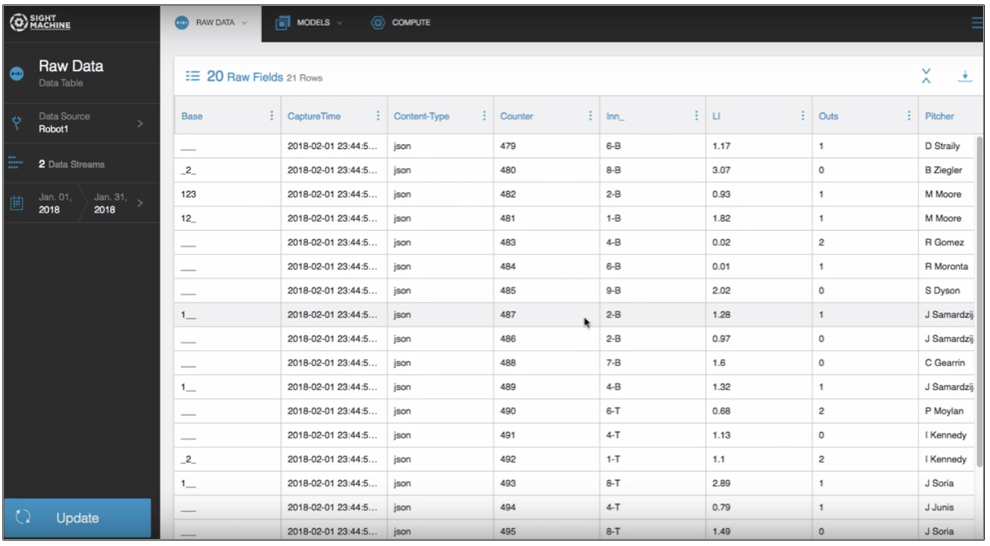 SIGHT MACHINE
RAW DATA MODELS COMPUTE
Raw Data
Data Table
Data Source
Robot1
2 Data Streams
Jan. 01, 2018 Jan. 31, 2018
Update
20 Raw Fields 21 Rows
Base CaptureTime Content-Type Counter Inn_ LI Outs Pitcher
___ 2018-02-01 23:44:5... json 479 6-B 1.17 1 D Straily
_2_ 2018-02-01 23:44:5... json 480 8-B 3.07 0 B Ziegler
123 2018-02-01 23:44:5... json 482 2-B 0.93 1 M Moore
12_ 2018-02-01 23:44:5... json 481 1-B 1.82 1 M Moore
___ 2018-02-01 23:44:5... json 483 4-B 0.02 2 R Gomez
___ 2018-02-01 23:44:5... json 484 6-B 0.01 1 R Moronta
___ 2018-02-01 23:44:5... json 485 9-B 2.02 0 S Dyson
1__ 2018-02-01 23:44:5... json 487 2-B 1.28 1 J Samardzij
___ 2018-02-01 23:44:5... json 486 2-B 0.97 0 J Samardzij
___ 2018-02-01 23:44:5... json 488 7-B 1.6 0 C Gearrin
1__ 2018-02-01 23:44:5... json 489 4-B 1.32 1 J Samardzij
___ 2018-02-01 23:44:5... json 490 6-T 0.68 2 P Moylan
___ 2018-02-01 23:44:5... json 491 4-T 1.13 0 I Kennedy
_2_ 2018-02-01 23:44:5... json 492 1-T 1.1 2 I Kennedy
1__ 2018-02-01 23:44:5... json 493 8-T 2.89 1 J Soria
___ 2018-02-01 23:44:5... json 494 4-T 0.79 1 J Junis
___ 2018-02-01 23:44:5... json 495 8-T 1.49 0 J Soria